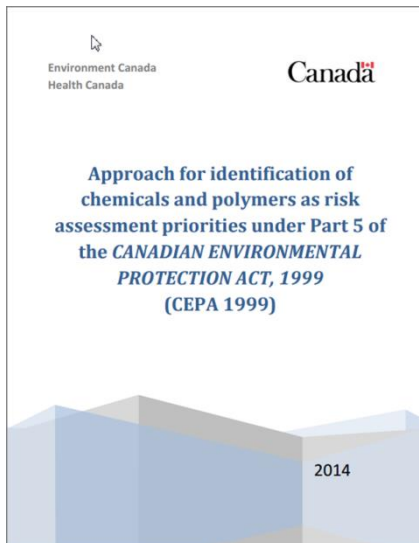 Environment Canada
Health Canada
Canada
Approach for identification of
chemicals and polymers as risk
assessment priorities under Part 5 of
the CANADIAN ENVIRONMENTAL
PROTECTION ACT, 1999
(CEPA 1999)
2014